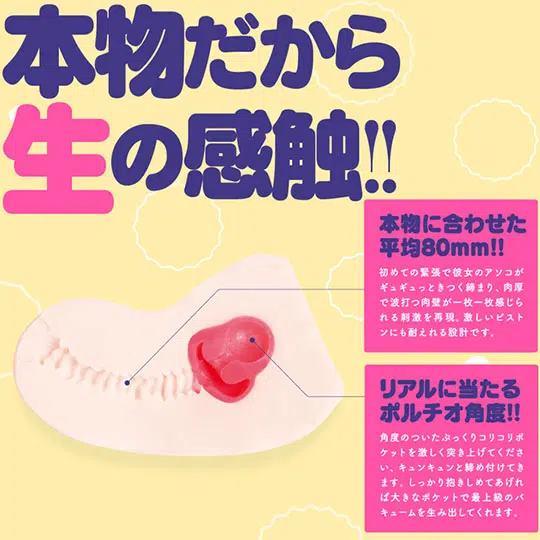 本物だから
生の感触!!
本物に合わせた
平均80mm!!
初めての緊張で彼女のアソコが
ギュギュっときつく締まり、肉厚
で波打つ肉壁が一枚一枚感じら
れる刺激を再現。激しいピスト
ンにも耐えれる設計です。
リアルに当たる
ポルチオ角度!!
角度のついたぷっくりコリコリポ
ケットを激しく突き上げてくださ
い、キュンキュンと締め付けてき
ます。しっかり抱きしめてあげれ
ば大きなポケットで最上級のバ
キュームを生み出してくれます。